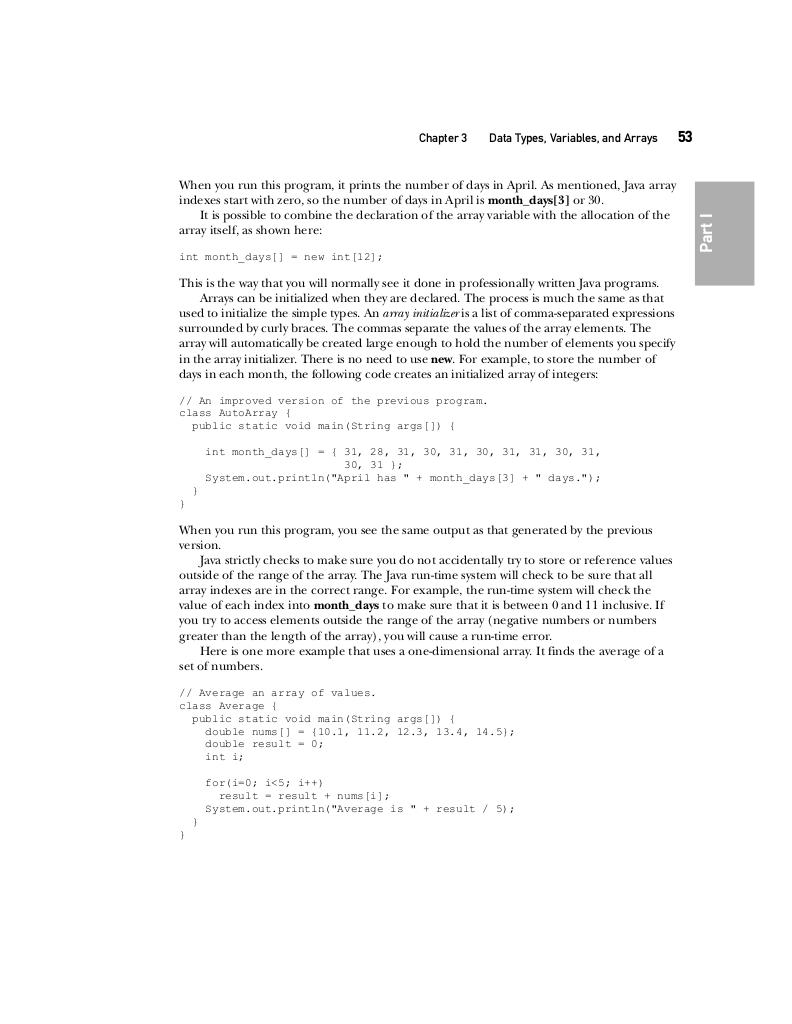 Chapter 3 Data Types, Variables, and Arrays 53
Part I
When you run this program, it prints the number of days in April. As mentioned, Java array
indexes start with zero, so the number of days in April is month_days[3] or 30.
It is possible to combine the declaration of the array variable with the allocation of the
array itself, as shown here:
int month_days[] = new int[12];
This is the way that you will normally see it done in professionally written Java programs.
Arrays can be initialized when they are declared. The process is much the same as that
used to initialize the simple types. An array initializer is a list of comma-separated expressions
surrounded by curly braces. The commas separate the values of the array elements. The
array will automatically be created large enough to hold the number of elements you specify
in the array initializer. There is no need to use new. For example, to store the number of
days in each month, the following code creates an initialized array of integers:
// An improved version of the previous program.
class AutoArray {
  public static void main(String args[]) {
    int month_days[] = { 31, 28, 31, 30, 31, 30, 31, 31, 30, 31,
                         30, 31 };
    System.out.println("April has " + month_days[3] + " days.");
  }
}
When you run this program, you see the same output as that generated by the previous
version.
Java strictly checks to make sure you do not accidentally try to store or reference values
outside of the range of the array. The Java run-time system will check to be sure that all
array indexes are in the correct range. For example, the run-time system will check the
value of each index into month_days to make sure that it is between 0 and 11 inclusive. If
you try to access elements outside the range of the array (negative numbers or numbers
greater than the length of the array), you will cause a run-time error.
Here is one more example that uses a one-dimensional array. It finds the average of a
set of numbers.
// Average an array of values.
class Average {
  public static void main(String args[]) {
    double nums[] = {10.1, 11.2, 12.3, 13.4, 14.5};
    double result = 0;
    int i;
    for(i=0; i<5; i++)
      result = result + nums[i];
    System.out.println("Average is " + result / 5);
  }
}